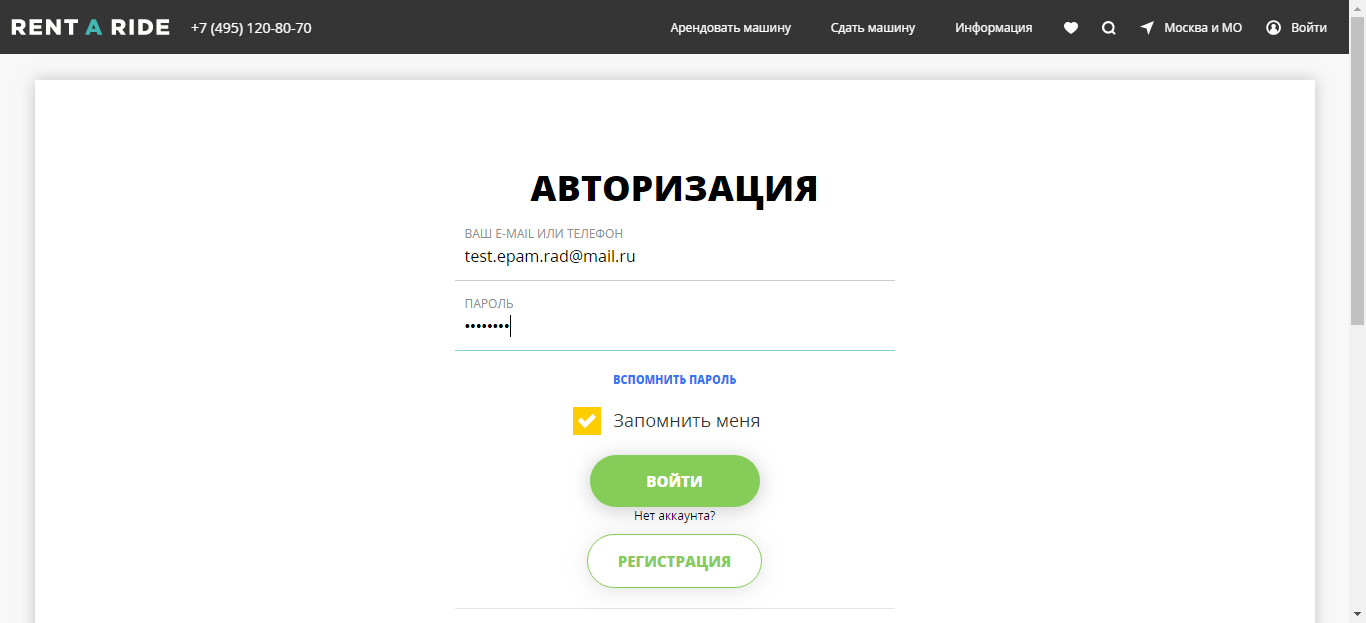 RENT A RIDE +7 (495) 120-80-70 Арендовать машину Сдать машину Информация Москва и МО Войти
АВТОРИЗАЦИЯ
ВАШ E-MAIL ИЛИ ТЕЛЕФОН
test.epam.rad@mail.ru
ПАРОЛЬ
••••••••
ВСПОМНИТЬ ПАРОЛЬ
Запомнить меня
ВОЙТИ
Нет аккаунта?
РЕГИСТРАЦИЯ